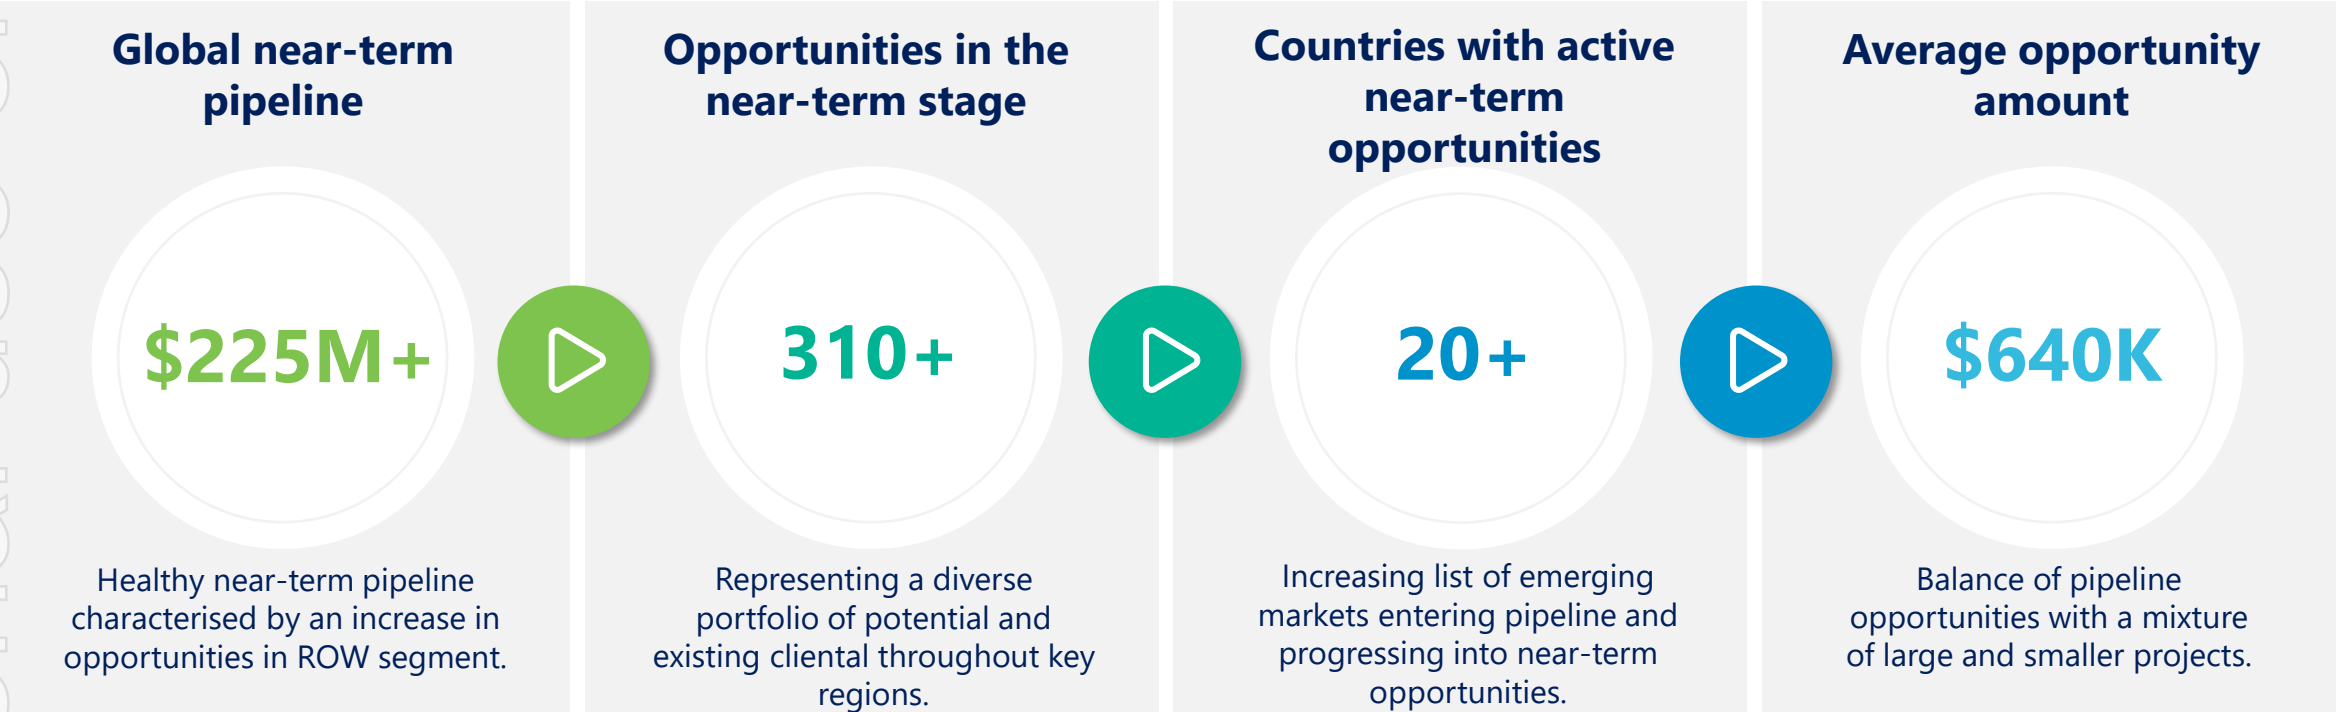 Global near-term
pipeline
$225M+
Healthy near-term pipeline
characterised by an increase in
opportunities in ROW segment.
Opportunities in the
near-term stage
310+
Representing a diverse
portfolio of potential and
existing cliental throughout key
regions.
Countries with active
near-term
opportunities
20+
Increasing list of emerging
markets entering pipeline and
progressing into near-term
opportunities.
Average opportunity
amount
$640K
Balance of pipeline
opportunities with a mixture
of large and smaller projects.